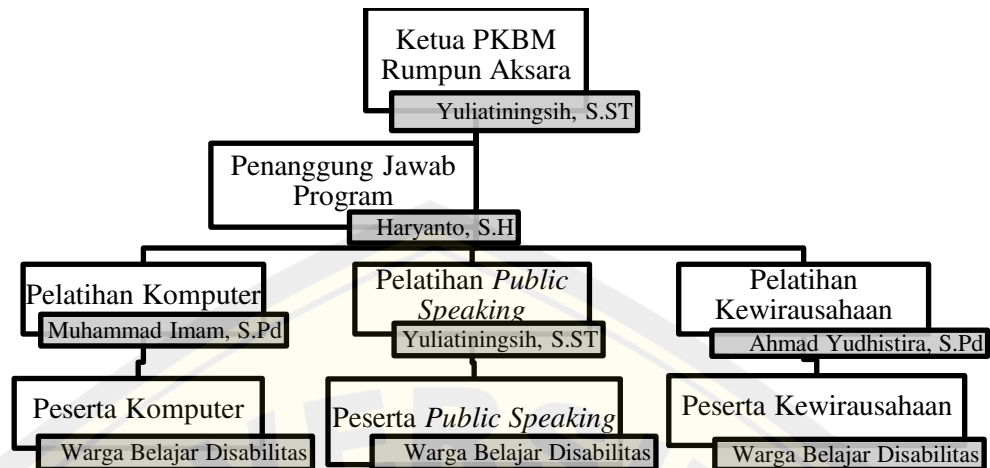 Ketua PKBM
Rumpun Aksara
Yuliatiningsih, S.ST
Penanggung Jawab
Program
Haryanto, S.H
Pelatihan Komputer
Muhammad Imam, S.Pd
Pelatihan Public
Speaking
Yuliatiningsih, S.ST
Pelatihan
Kewirausahaan
Ahmad Yudhistira, S.Pd
Peserta Komputer
Warga Belajar Disabilitas
Peserta Public Speaking
Warga Belajar Disabilitas
Peserta Kewirausahaan
Warga Belajar Disabilitas